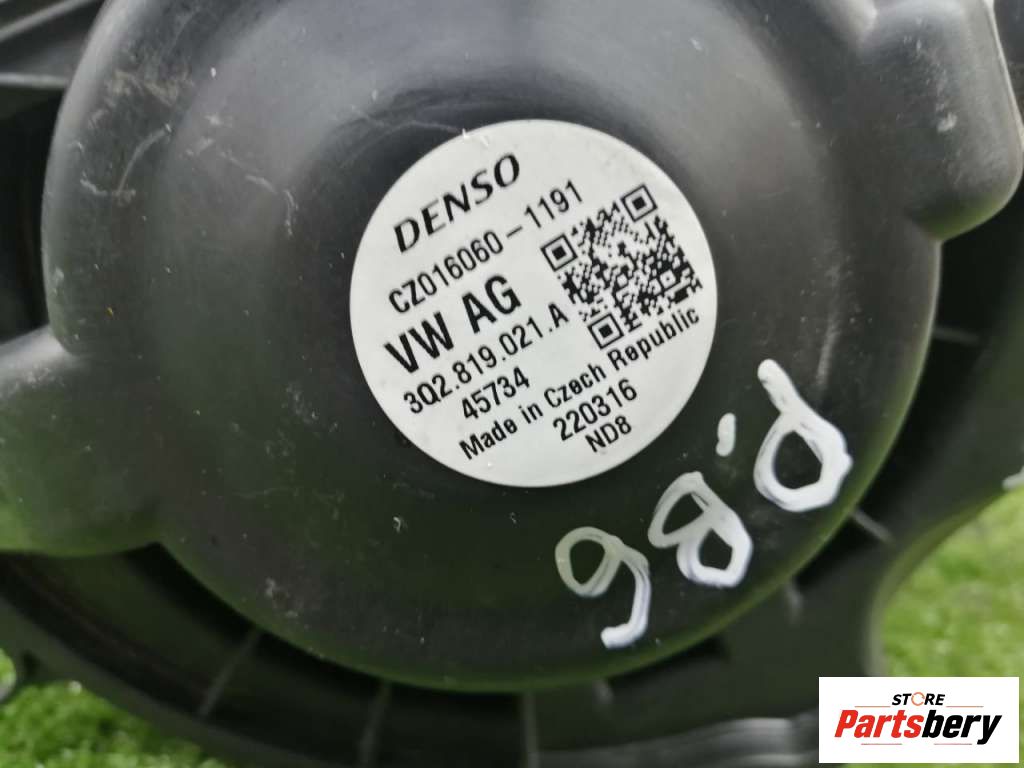 DENSO
CZ016060-1191
VW AG
3Q2.819.021.A
45734
Made in Czech Republic
220316
ND8
STORE
Partsbery